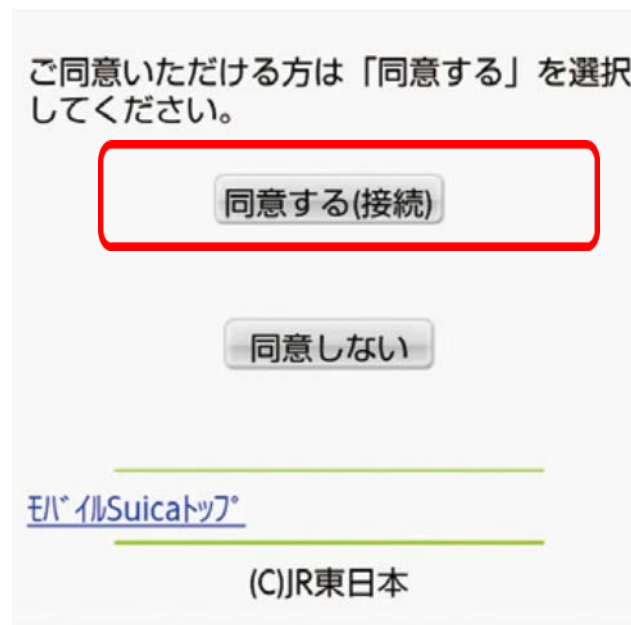 ご同意いただける方は「同意する」を選択
してください。
同意する(接続)
同意しない
ﾓﾊﾞｲﾙSuicaﾄｯﾌﾟ
(C)JR東日本